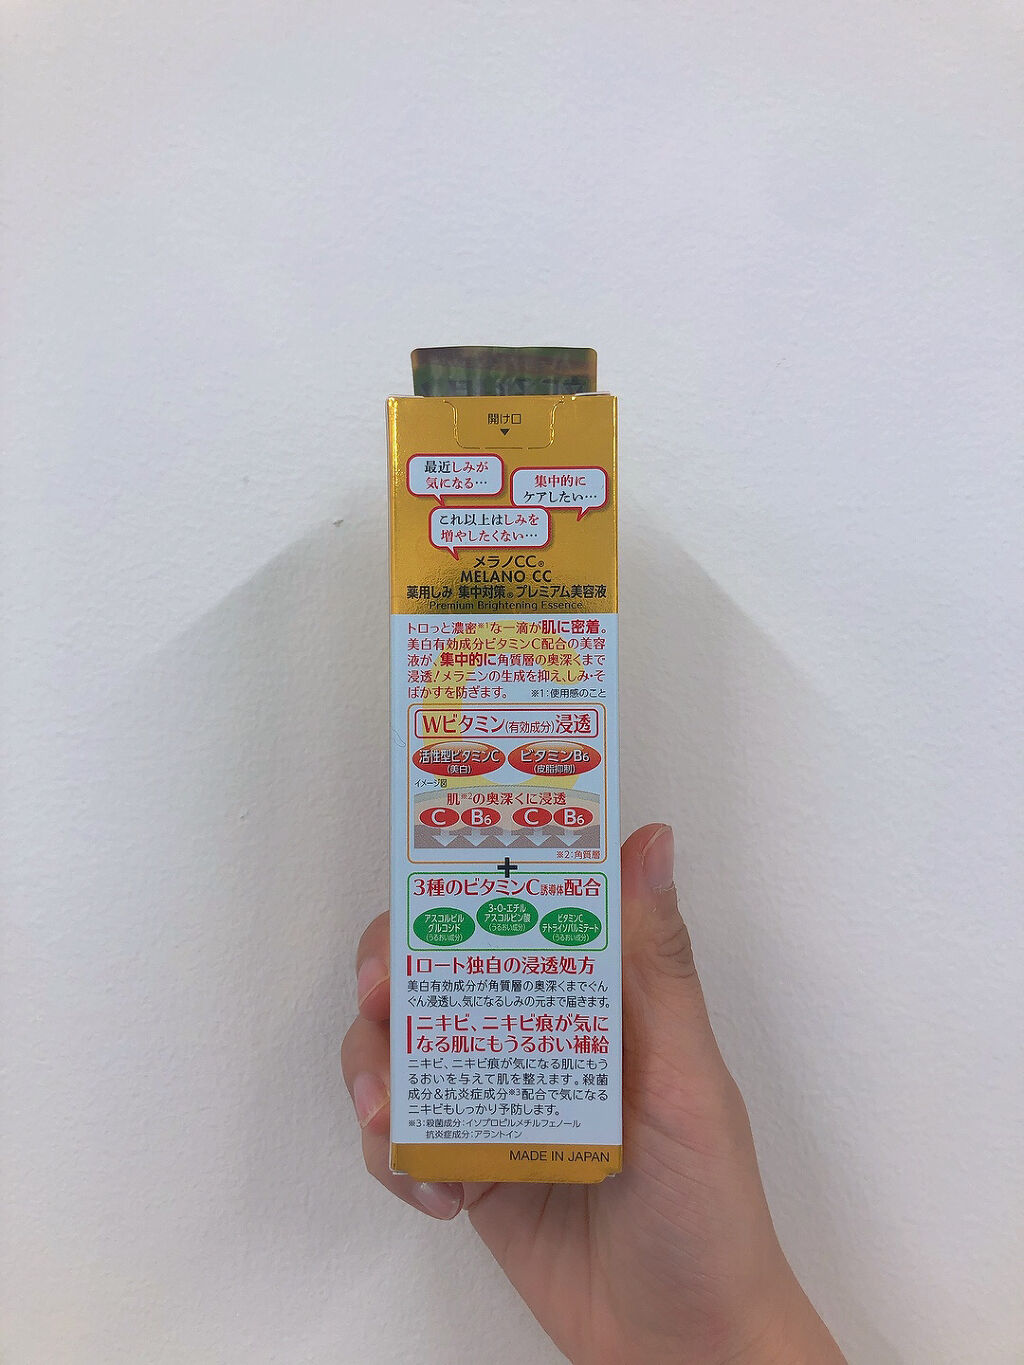 開け口
最近しみが
気になる…
集中的に
ケアしたい…
これ以上はしみを
増やしたくない…
メラノCC®
MELANO CC
薬用しみ 集中対策® プレミアム美容液
Premium Brightening Essence
トロっと濃密※1な一滴が肌に密着。
美白有効成分ビタミンC配合の美容
液が、集中的に角質層の奥深くまで
浸透!メラニンの生成を抑え、しみ・そ
ばかすを防ぎます。 ※1:使用感のこと
Wビタミン(有効成分)浸透
活性型ビタミンC
(美白)
ビタミンB6
(皮脂抑制)
イメージ図
肌※2の奥深くに浸透
C B6 C B6
※2:角質層
+
3種のビタミンC誘導体配合
アスコルビル
グルコシド
(うるおい成分)
3-O-エチル
アスコルビン酸
(うるおい成分)
ビタミンC
テトライソパルミテート
(うるおい成分)
ロート独自の浸透処方
美白有効成分が角質層の奥深くまでぐん
ぐん浸透し、気になるしみの元まで届きます。
ニキビ、ニキビ痕が気に
なる肌にもうるおい補給
ニキビ、ニキビ痕が気になる肌にもう
るおいを与えて肌を整えます。殺菌
成分&抗炎症成分※3配合で気になる
ニキビもしっかり予防します。
※3:殺菌成分:イソプロピルメチルフェノール
抗炎症成分:アラントイン
MADE IN JAPAN